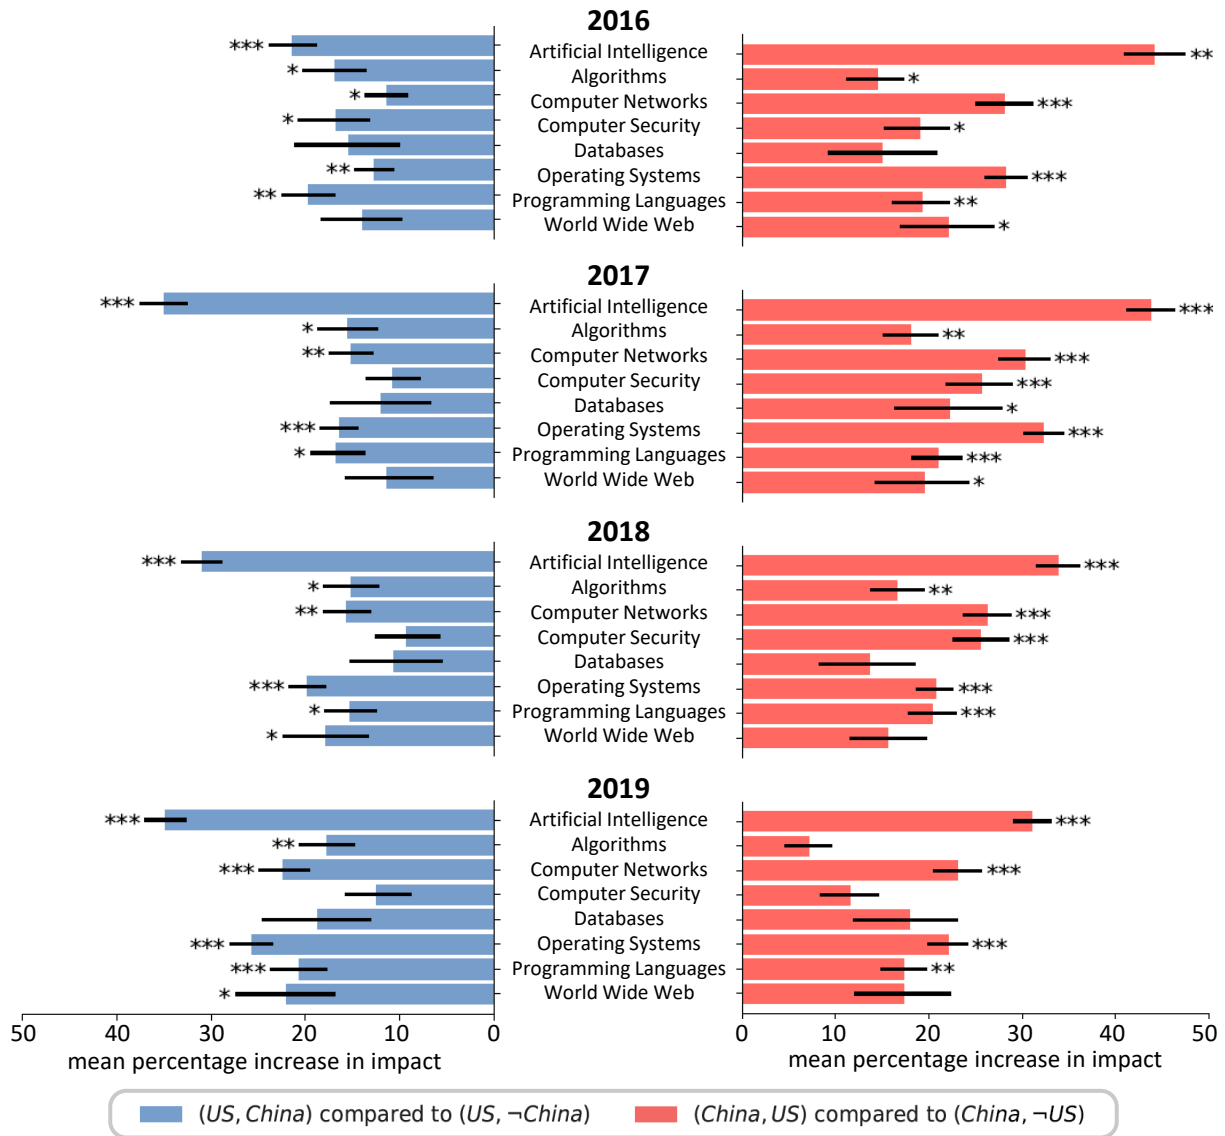 2016
*** Artificial Intelligence **
* Algorithms *
* Computer Networks ***
* Computer Security *
Databases
** Operating Systems ***
** Programming Languages **
World Wide Web *
2017
*** Artificial Intelligence ***
* Algorithms **
** Computer Networks ***
Computer Security ***
Databases *
*** Operating Systems ***
* Programming Languages ***
World Wide Web *
2018
*** Artificial Intelligence ***
* Algorithms **
** Computer Networks ***
Computer Security ***
Databases
*** Operating Systems ***
* Programming Languages ***
* World Wide Web
2019
*** Artificial Intelligence ***
** Algorithms
*** Computer Networks ***
Computer Security
Databases
*** Operating Systems ***
*** Programming Languages **
* World Wide Web
50 40 30 20 10 0 0 10 20 30 40 50
mean percentage increase in impact mean percentage increase in impact
(US, China) compared to (US, ¬China) (China, US) compared to (China, ¬US)